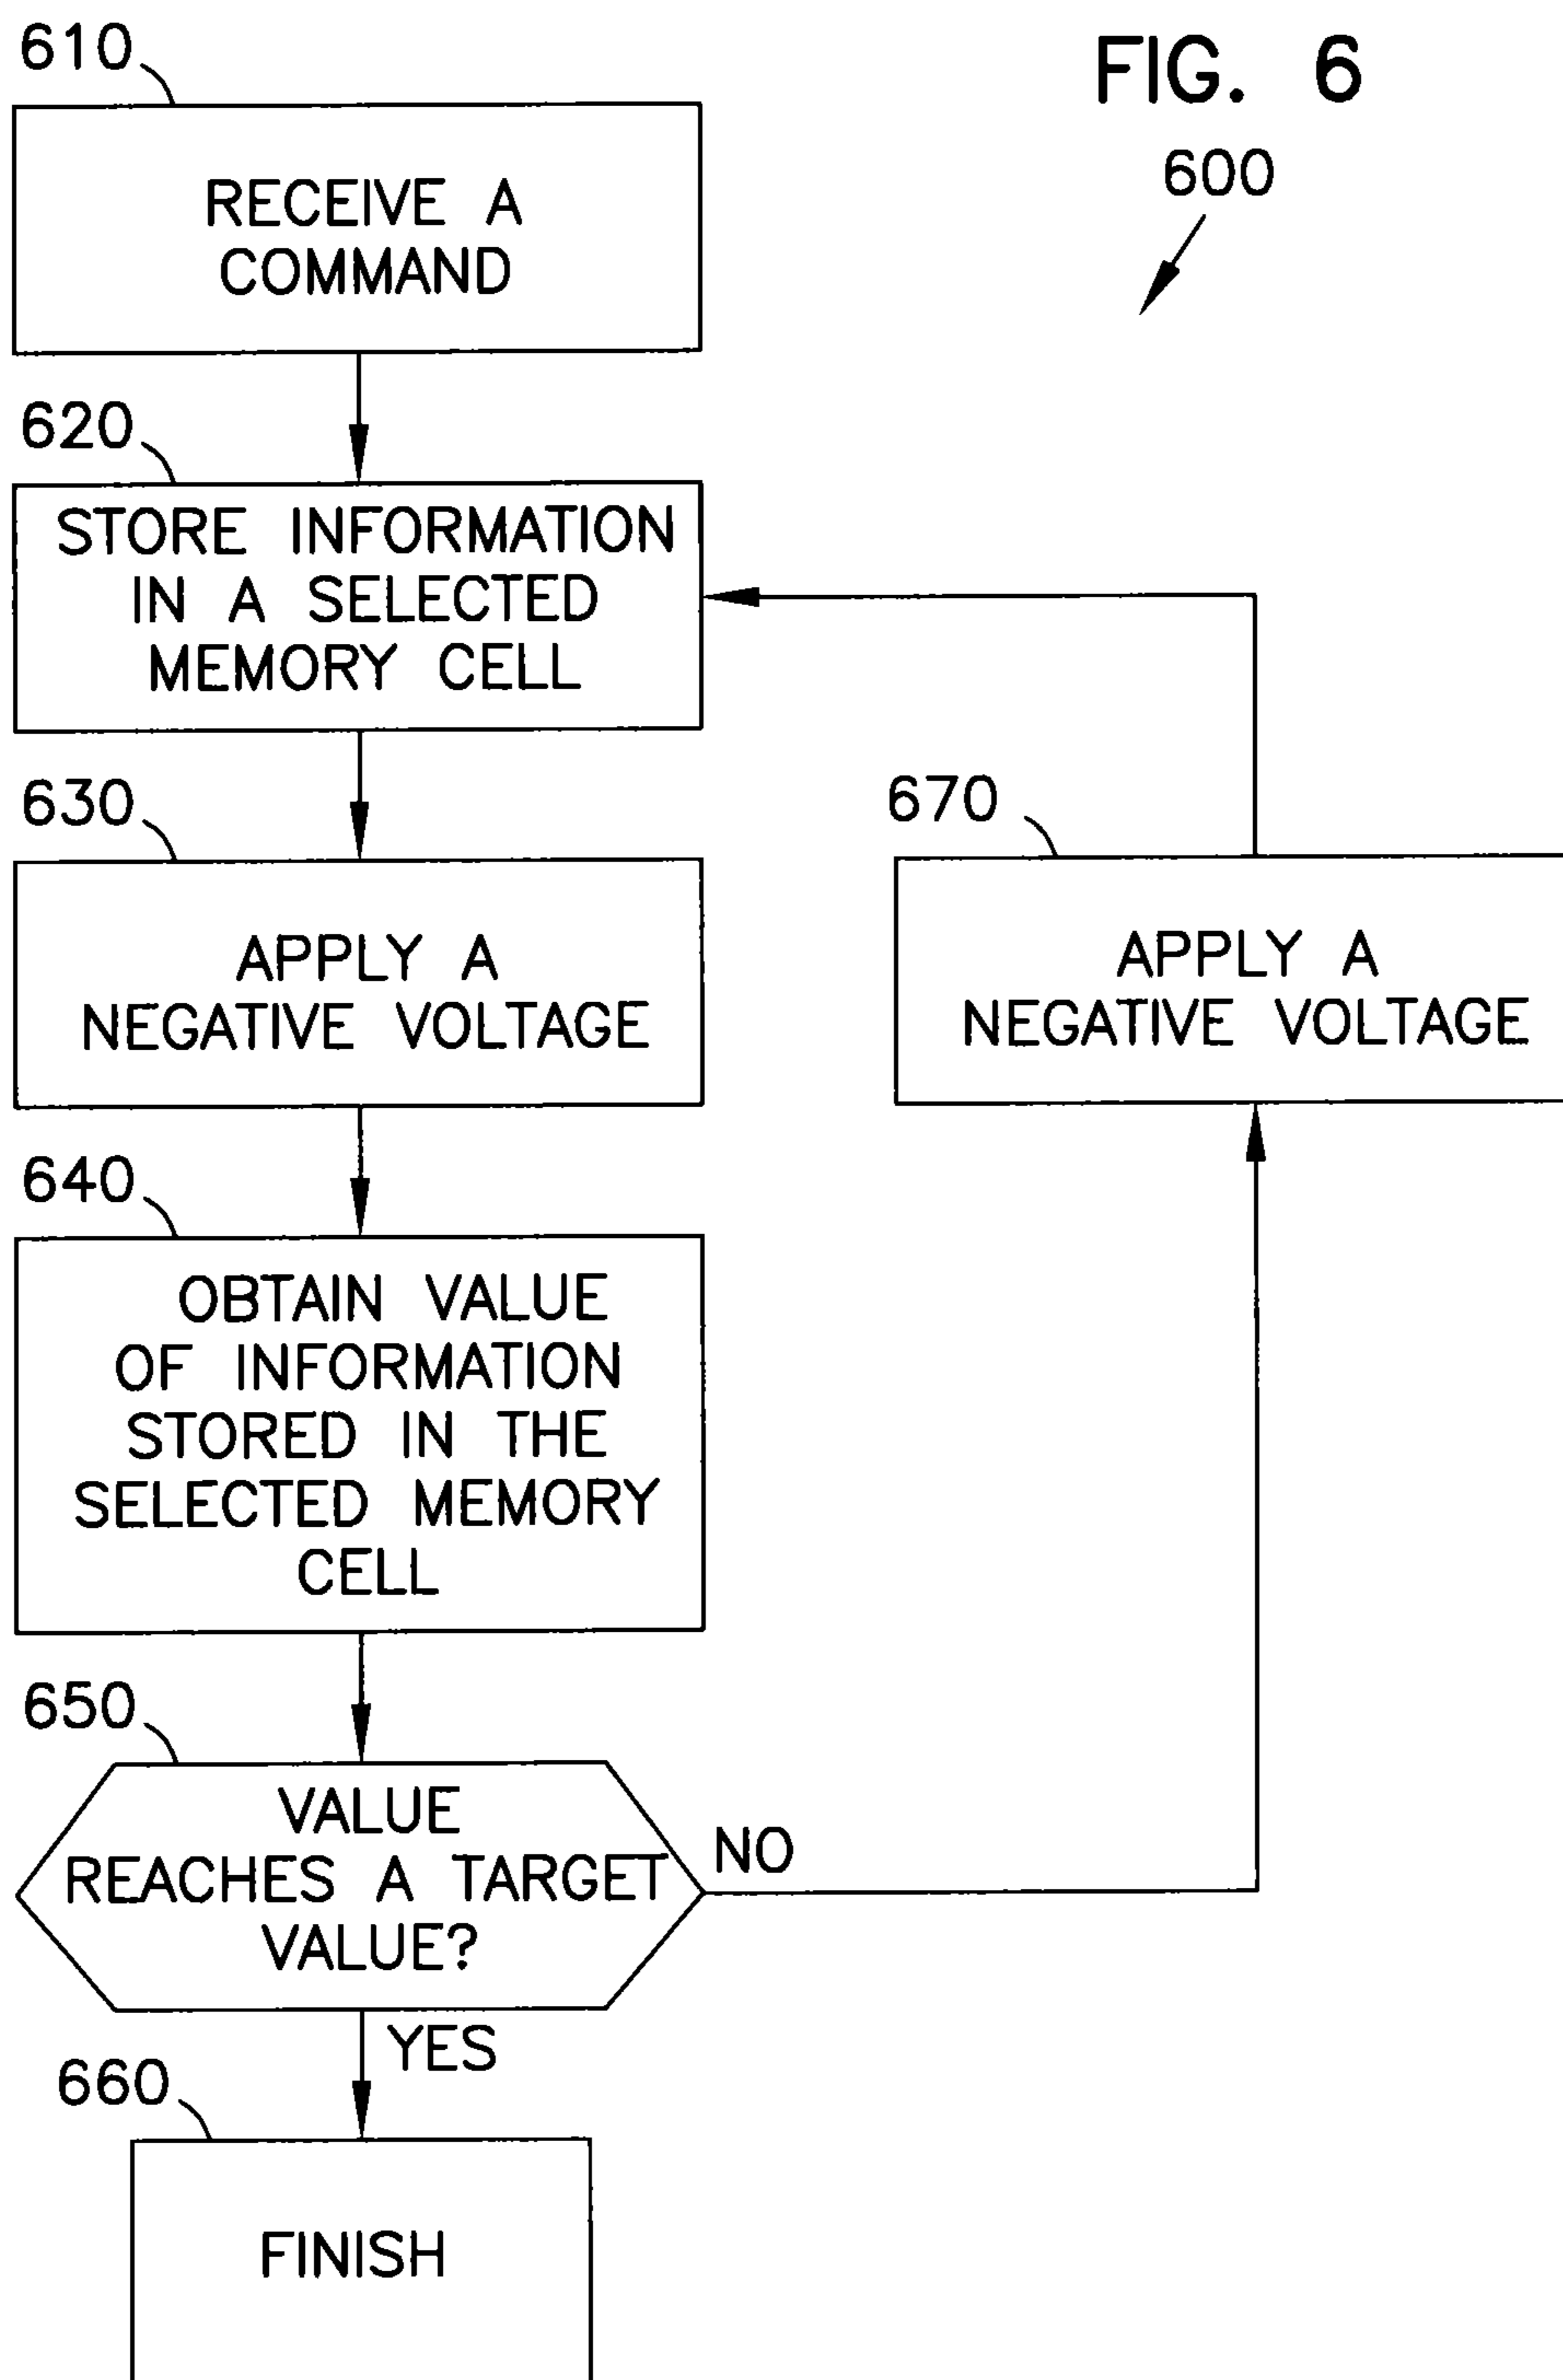 FIG. 6
600
610
RECEIVE A
COMMAND
620
STORE INFORMATION
IN A SELECTED
MEMORY CELL
630
APPLY A
NEGATIVE VOLTAGE
670
APPLY A
NEGATIVE VOLTAGE
640
OBTAIN VALUE
OF INFORMATION
STORED IN THE
SELECTED MEMORY
CELL
650
VALUE
REACHES A TARGET
VALUE?
NO
YES
660
FINISH